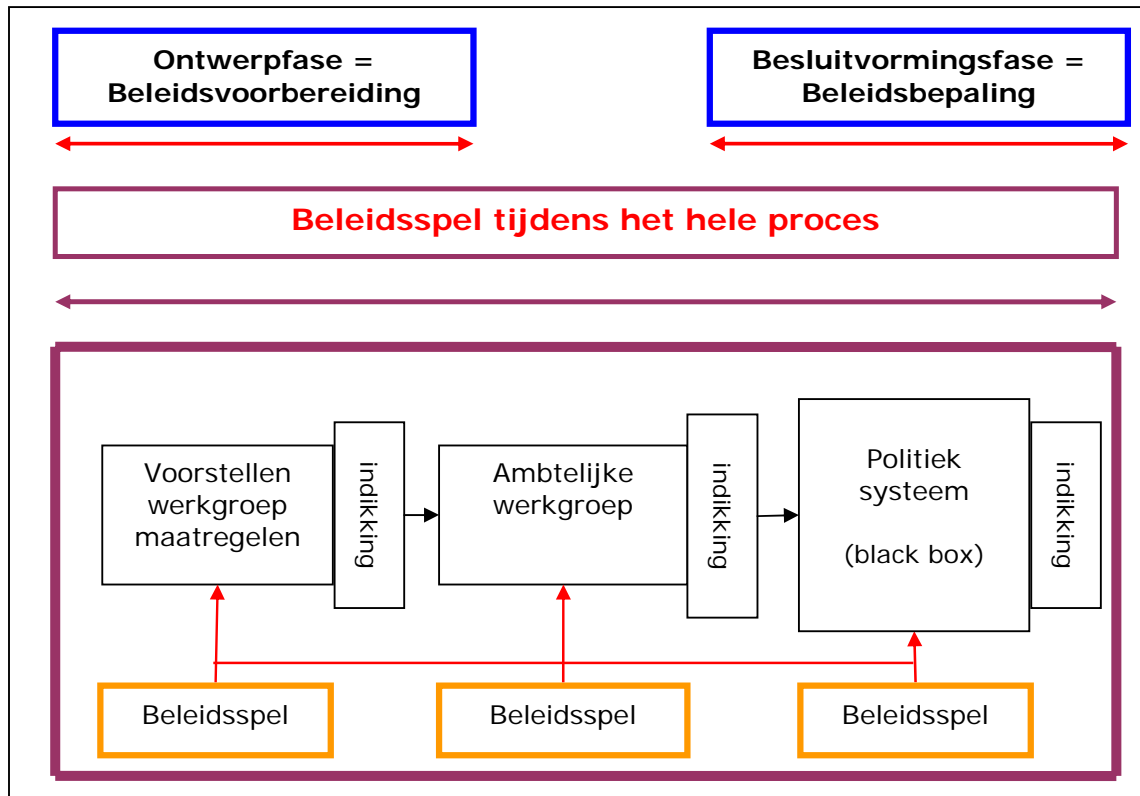 Ontwerpfase =
Beleidsvoorbereiding
Besluitvormingsfase =
Beleidsbepaling
Beleidsspel tijdens het hele proces
Voorstellen
werkgroep
maatregelen
indikking
Ambtelijke
werkgroep
indikking
Politiek
systeem
(black box)
indikking
Beleidsspel
Beleidsspel
Beleidsspel